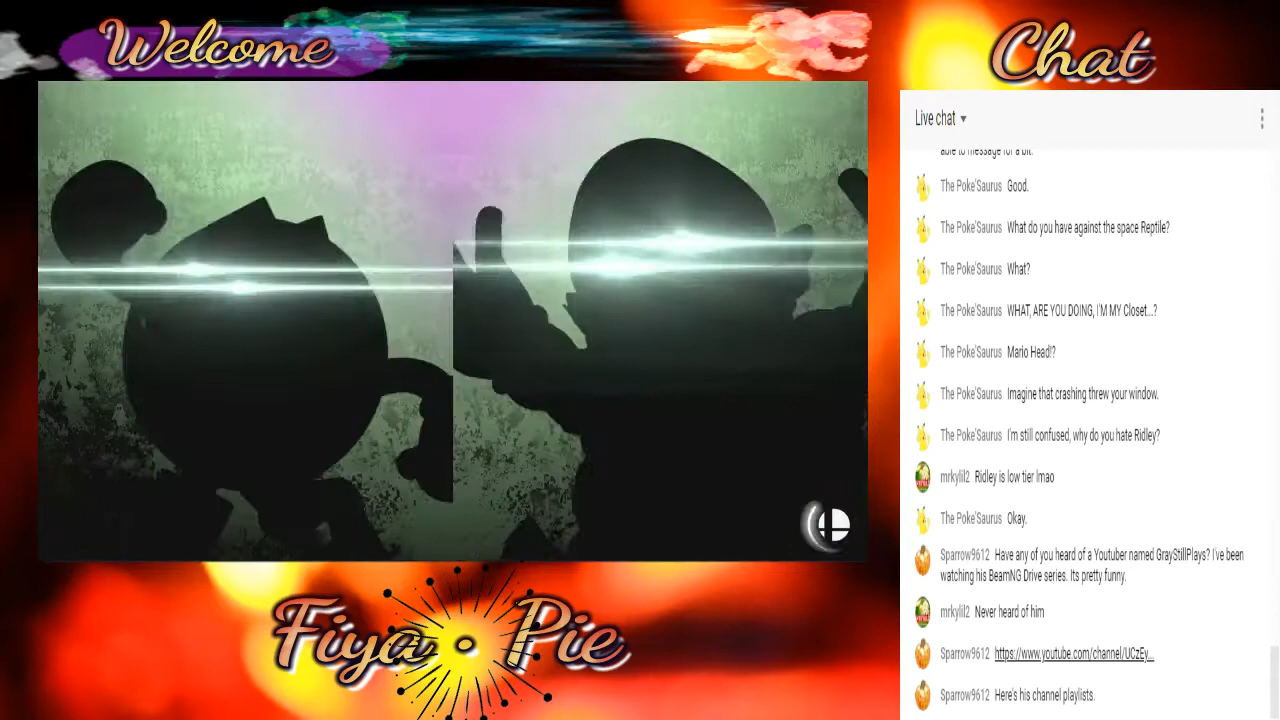 Welcome
Chat
Live chat
able to message for a bit.
The Poke'Saurus Good.
The Poke'Saurus What do you have against the space Reptile?
The Poke'Saurus What?
The Poke'Saurus WHAT, ARE YOU DOING, I'M MY Closet...?
The Poke'Saurus Mario Head!?
The Poke'Saurus Imagine that crashing threw your window.
The Poke'Saurus I'm still confused, why do you hate Ridley?
mrkylil2 Ridley is low tier lmao
The Poke'Saurus Okay.
Sparrow9612 Have any of you heard of a Youtuber named GrayStillPlays? I've been
watching his BeamNG Drive series. Its pretty funny.
mrkylil2 Never heard of him
Sparrow9612 https://www.youtube.com/channel/UCzEy...
Sparrow9612 Here's his channel playlists.
Fiya • Pie